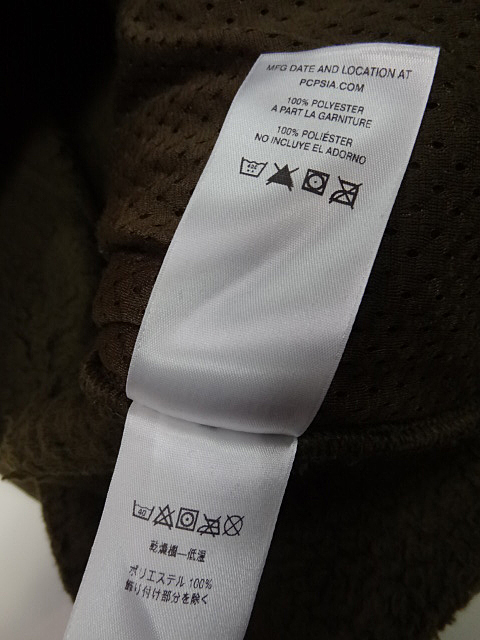 MFG DATE AND LOCATION AT
PCPSIA.COM
100% POLYESTER
A PART LA GARNITURE
100% POLIÉSTER
NO INCLUYE EL ADORNO
40
乾燥機—低温
ポリエステル 100%
飾り付け部分を除く